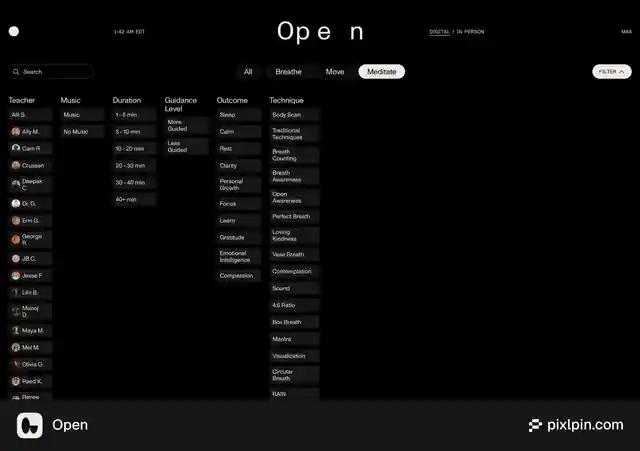 Open
1:42 AM EDT
DIGITAL / IN PERSON
MAX
Search
All
Breathe
Move
Meditate
FILTER
Teacher
Alli S.
Ally M.
Cam R
Crussen
Deepak
C
Dr. G.
Erin G.
George
R.
JB C.
Jesse F
Lilli B.
Manoj
D.
Maya M.
Mel M.
Olivia O.
Raed K.
Renee
Music
Music
No Music
Duration
1 - 5 min
5 - 10 min
10 - 20 min
20 - 30 min
30 - 40 min
40+ min
Guidance
Level
More
Guided
Less
Guided
Outcome
Sleep
Calm
Rest
Clarity
Personal
Growth
Focus
Learn
Gratitude
Emotional
Intelligence
Compassion
Technique
Body Scan
Traditional
Techniques
Breath
Counting
Breath
Awareness
Open
Awareness
Perfect Breath
Loving
Kindness
Vase Breath
Contemplation
Sound
4:6 Ratio
Box Breath
Mantra
Visualization
Circular
Breath
RAIN
Open
pixlpin.com